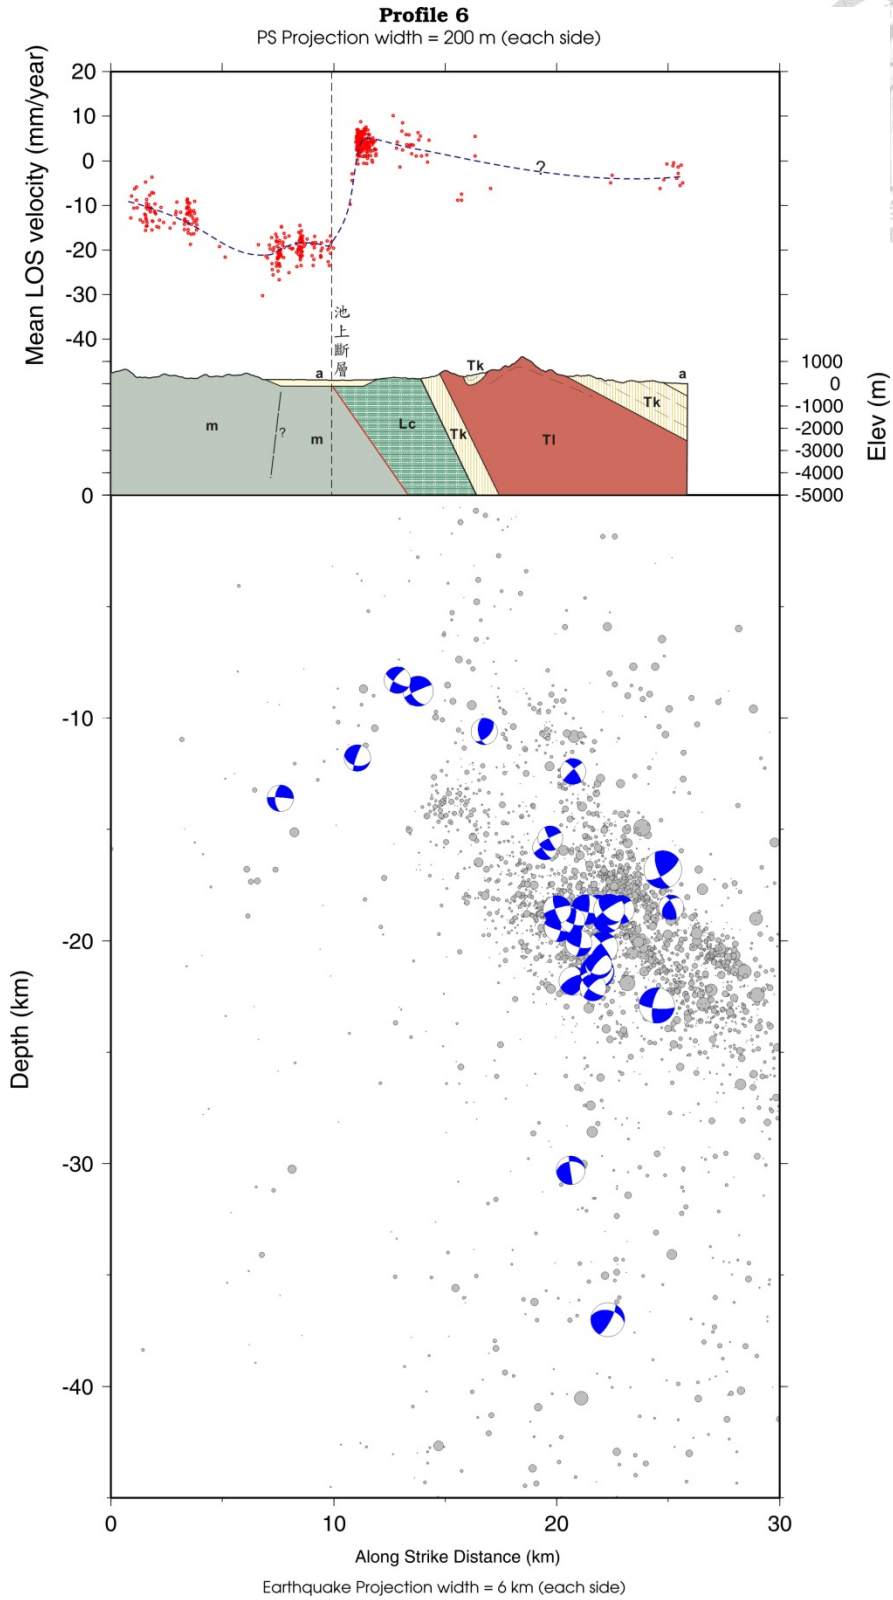 Profile 6
PS Projection width = 200 m (each side)
Mean LOS velocity (mm/year)
20
10
0
-10
-20
-30
-40
0
?
池
上
斷
層
Tk
a
a
m
?
m
Lc
Tk
Tl
Tk
1000
0
-1000
-2000
-3000
-4000
-5000
Elev (m)
-10
-20
-30
-40
Depth (km)
0
10
20
30
Along Strike Distance (km)
Earthquake Projection width = 6 km (each side)